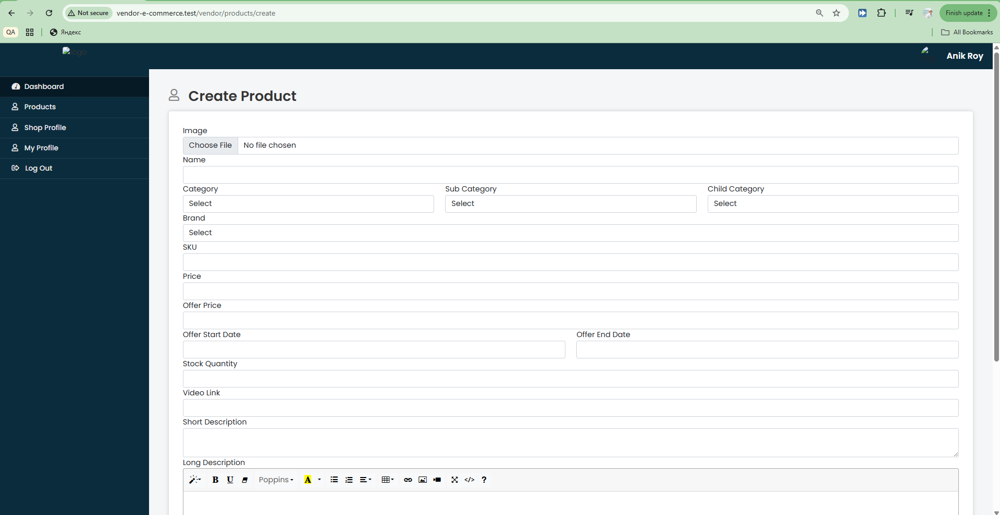 Not secure vendor-e-commerce.test/vendor/products/create Finish update
QA Яндекс All Bookmarks
logo Anik Roy
Dashboard
Products
Shop Profile
My Profile
Log Out
Create Product
Image
Choose File No file chosen
Name
Category Sub Category Child Category
Select Select Select
Brand
Select
SKU
Price
Offer Price
Offer Start Date Offer End Date
Stock Quantity
Video Link
Short Description
Long Description
B U Poppins A </> ?